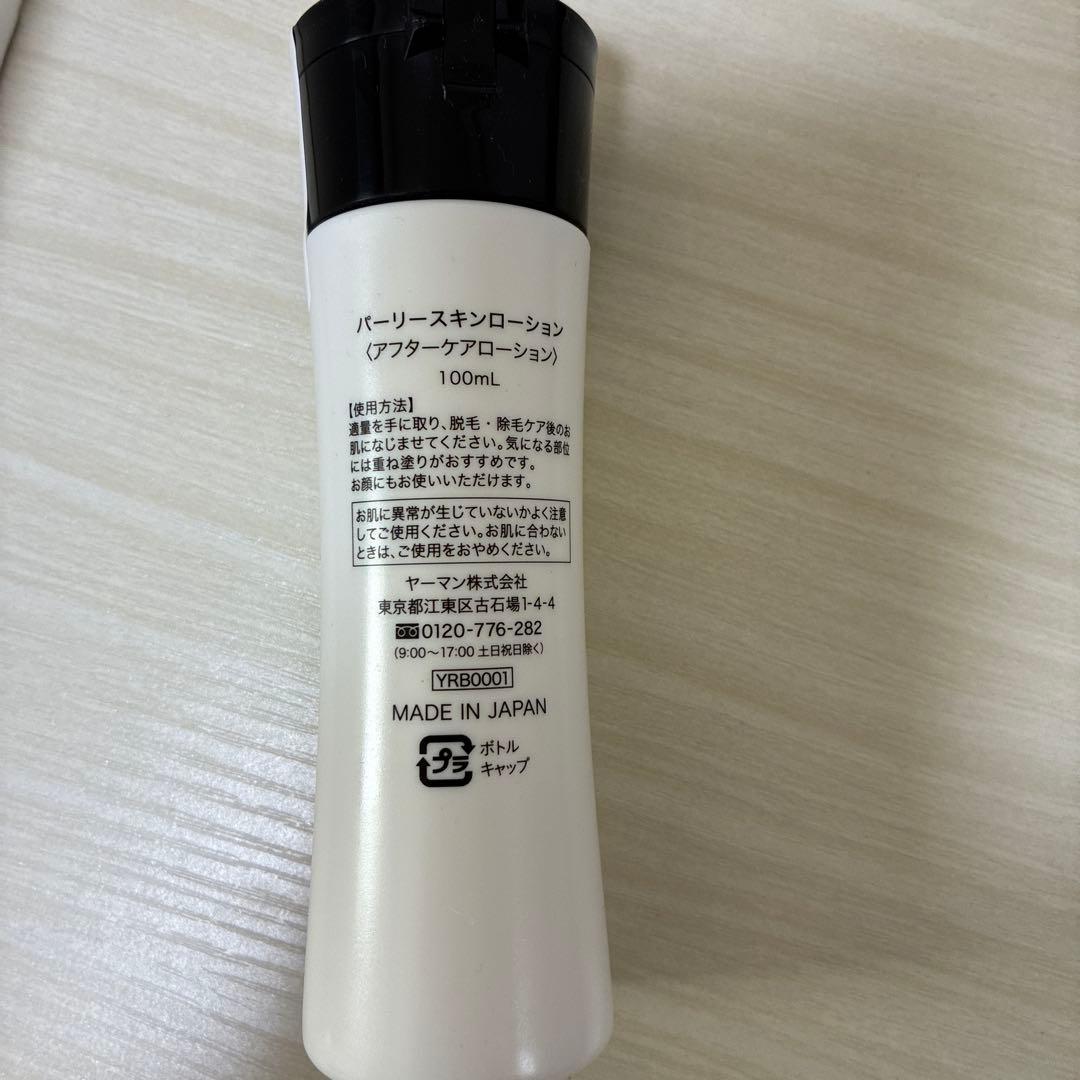 パーリースキンローション
〈アフターケアローション〉
100mL
【使用方法】
適量を手に取り、脱毛・除毛ケア後のお
肌になじませてください。気になる部位
には重ね塗りがおすすめです。
お顔にもお使いいただけます。
お肌に異常が生じていないかよく注意
してご使用ください。お肌に合わない
ときは、ご使用をおやめください。
ヤーマン株式会社
東京都江東区古石場1-4-4
0120-776-282
（9:00〜17:00 土日祝日除く）
YRB0001
MADE IN JAPAN
プラ ボトル
キャップ